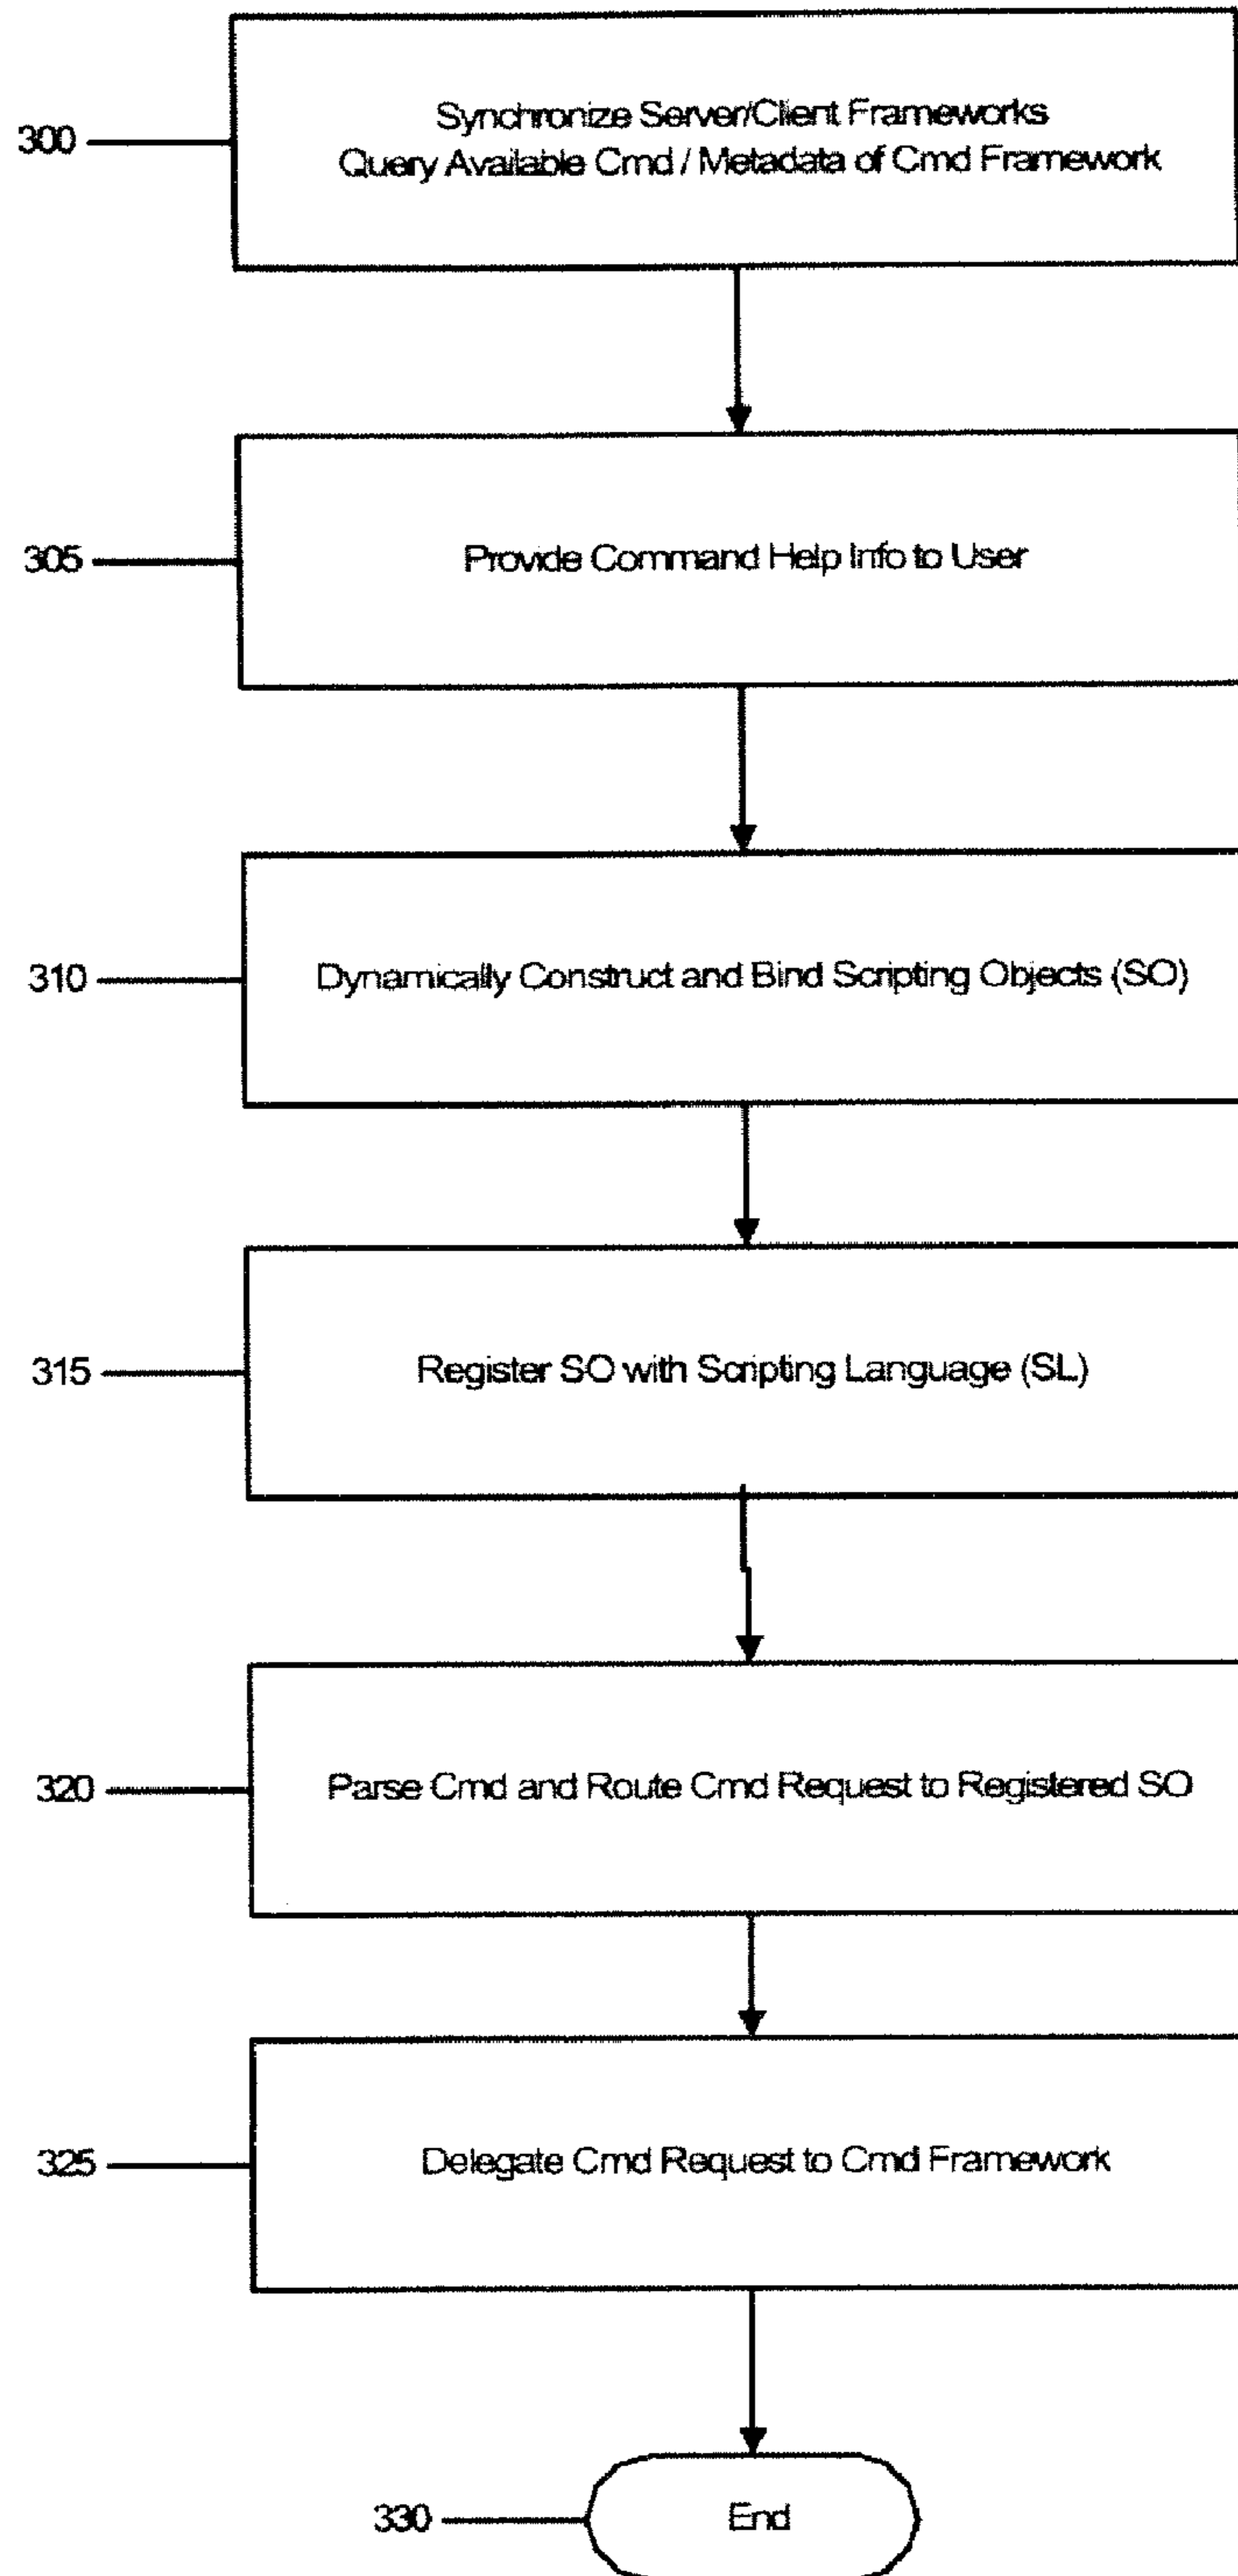 300
Synchronize Server/Client Frameworks
Query Available Cmd / Metadata of Cmd Framework
305
Provide Command Help Info to User
310
Dynamically Construct and Bind Scripting Objects (SO)
315
Register SO with Scripting Language (SL)
320
Parse Cmd and Route Cmd Request to Registered SO
325
Delegate Cmd Request to Cmd Framework
330
End